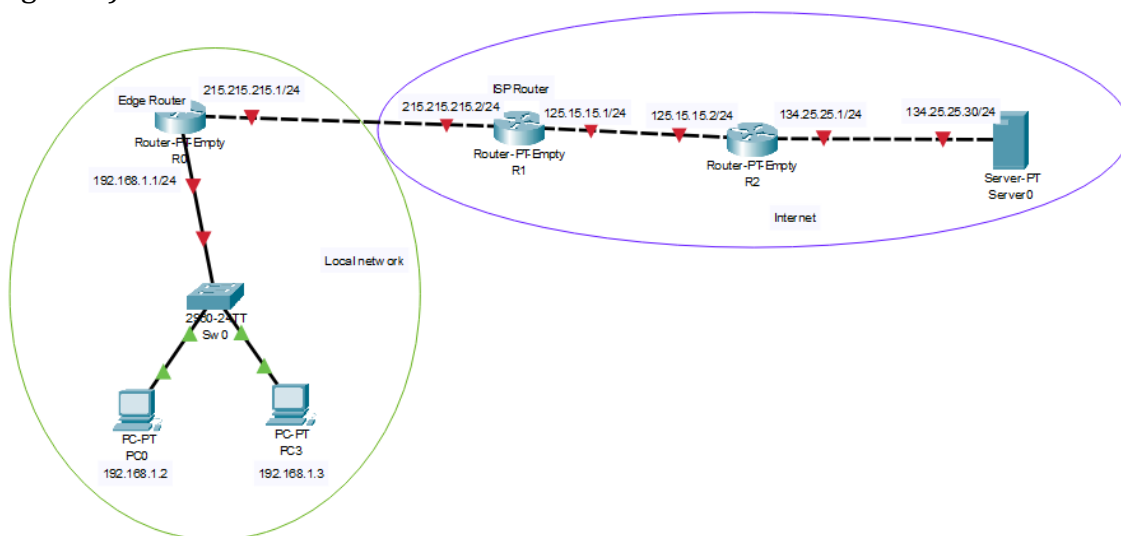 215.215.215.1/24
Edge Router
Router-PT-Empty
R0
192.168.1.1/24
ISP Router
215.215.215.2/24
125.15.15.1/24
125.15.15.2/24
134.25.25.1/24
134.25.25.30/24
Router-PT-Empty
R1
Router-PT-Empty
R2
Server-PT
Server0
Internet
Local network
2950-24TT
Sw0
PC-PT
PC0
192.168.1.2
PC-PT
PC3
192.168.1.3